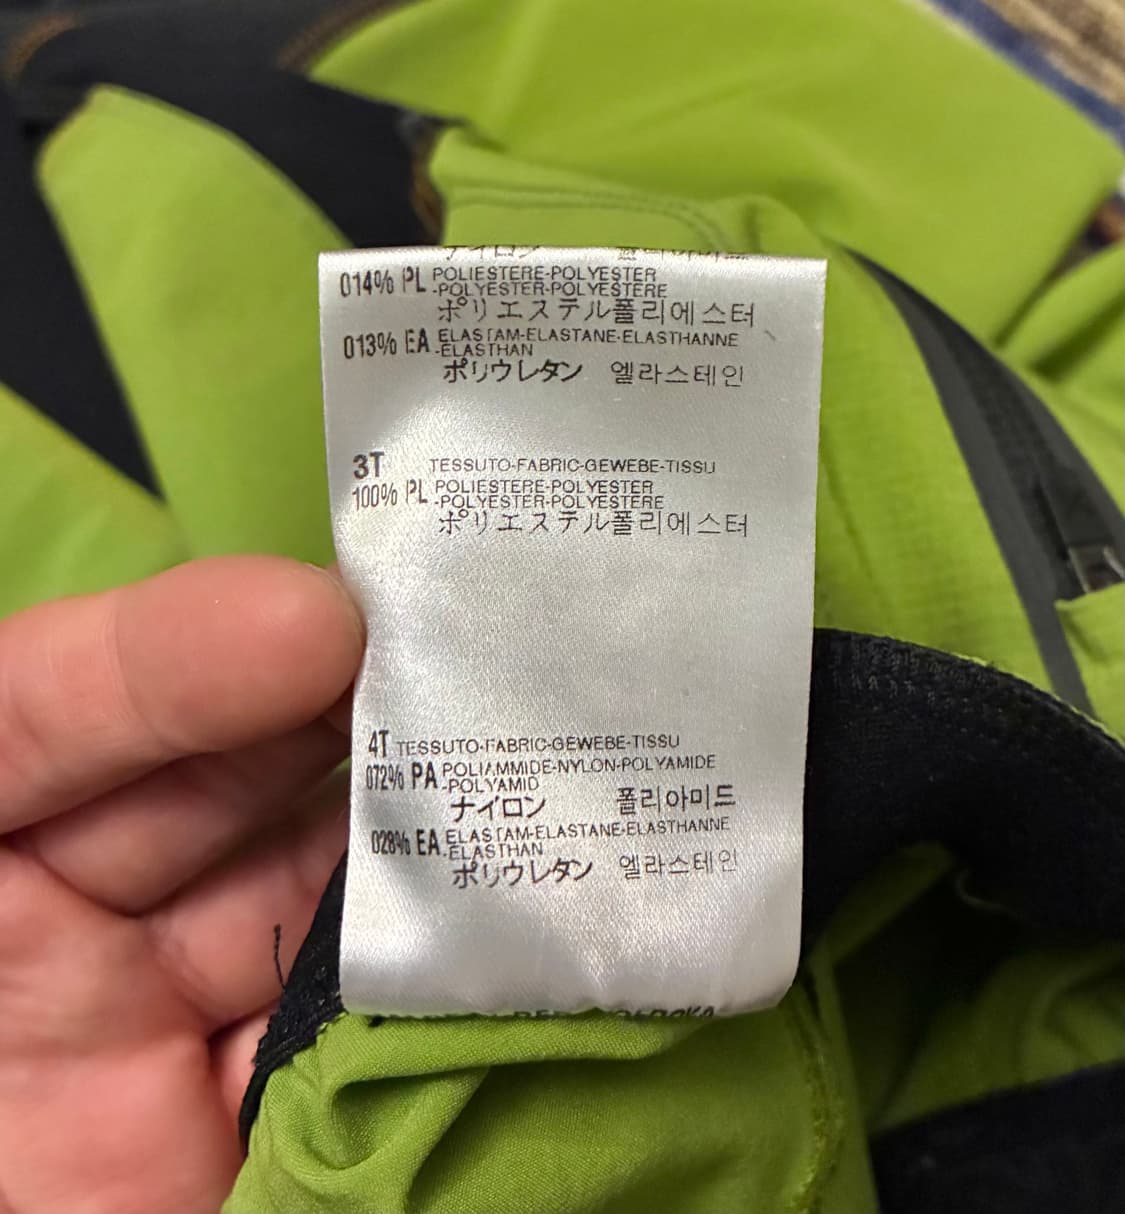 014% PL POLIESTERE-POLYESTER
-POLYESTER-POLYESTERE
ポリエステル폴리에스터
013% EA ELASTAM-ELASTANE-ELASTHANNE
-ELASTHAN
ポリウレタン 엘라스테인
3T TESSUTO-FABRIC-GEWEBE-TISSU
100% PL POLIESTERE-POLYESTER
-POLYESTER-POLYESTERE
ポリエステル폴리에스터
4T TESSUTO-FABRIC-GEWEBE-TISSU
072% PA POLIAMMIDE-NYLON-POLYAMIDE
-POLYAMID
ナイロン 폴리아미드
028% EA ELASTAM-ELASTANE-ELASTHANNE
-ELASTHAN
ポリウレタン 엘라스테인